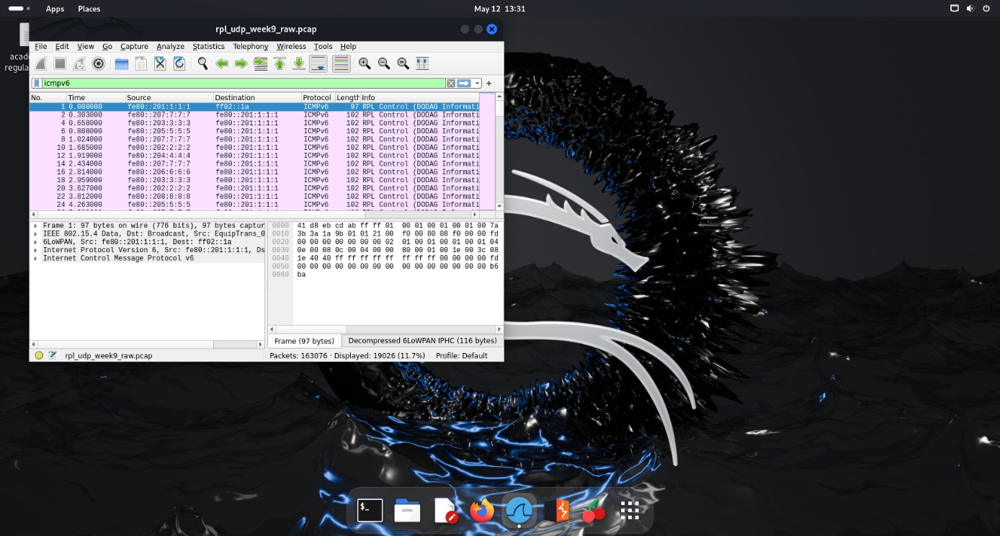 Apps Places May 12 13:31
rpl_udp_week9_raw.pcap
acad
regula
File Edit View Go Capture Analyze Statistics Telephony Wireless Tools Help
icmpv6
No. Time Source Destination Protocol Length Info
1 0.000000 fe80::201:1:1:1 ff02::1a ICMPv6 97 RPL Control (DODAG Informati
2 0.303000 fe80::207:7:7:7 fe80::201:1:1:1 ICMPv6 102 RPL Control (DODAG Informati
4 0.658000 fe80::203:3:3:3 fe80::201:1:1:1 ICMPv6 102 RPL Control (DODAG Informati
6 0.808000 fe80::205:5:5:5 fe80::201:1:1:1 ICMPv6 102 RPL Control (DODAG Informati
8 1.024000 fe80::207:7:7:7 fe80::201:1:1:1 ICMPv6 102 RPL Control (DODAG Informati
10 1.685000 fe80::202:2:2:2 fe80::201:1:1:1 ICMPv6 102 RPL Control (DODAG Informati
12 1.919000 fe80::204:4:4:4 fe80::201:1:1:1 ICMPv6 102 RPL Control (DODAG Informati
14 2.434000 fe80::207:7:7:7 fe80::201:1:1:1 ICMPv6 102 RPL Control (DODAG Informati
16 2.814000 fe80::206:6:6:6 fe80::201:1:1:1 ICMPv6 102 RPL Control (DODAG Informati
18 2.959000 fe80::203:3:3:3 fe80::201:1:1:1 ICMPv6 102 RPL Control (DODAG Informati
20 3.627000 fe80::202:2:2:2 fe80::201:1:1:1 ICMPv6 102 RPL Control (DODAG Informati
22 3.812000 fe80::208:8:8:8 fe80::201:1:1:1 ICMPv6 102 RPL Control (DODAG Informati
24 4.263000 fe80::205:5:5:5 fe80::201:1:1:1 ICMPv6 102 RPL Control (DODAG Informati
Frame 1: 97 bytes on wire (776 bits), 97 bytes captur
IEEE 802.15.4 Data, Dst: Broadcast, Src: EquipTrans_0
6LoWPAN, Src: fe80::201:1:1:1, Dest: ff02::1a
Internet Protocol Version 6, Src: fe80::201:1:1:1, Ds
Internet Control Message Protocol v6
0000 41 d8 eb cd ab ff ff 01 00 01 00 01 00 01 00 7a
0010 3b 3a 1a 9b 01 01 21 00 f0 00 80 08 f0 00 00 fd
0020 00 00 00 00 00 00 00 02 01 00 01 00 01 00 01 04
0030 0e 00 08 0c 00 04 00 00 80 00 01 00 1e 00 3c 08
0040 1e 40 40 ff ff ff ff ff ff ff ff 00 00 00 00 fd
0050 00 00 00 00 00 00 00 00 00 00 00 00 00 00 00 b6
0060 ba
Frame (97 bytes) Decompressed 6LoWPAN IPHC (116 bytes)
rpl_udp_week9_raw.pcap Packets: 163076 · Displayed: 19026 (11.7%) Profile: Default
$_